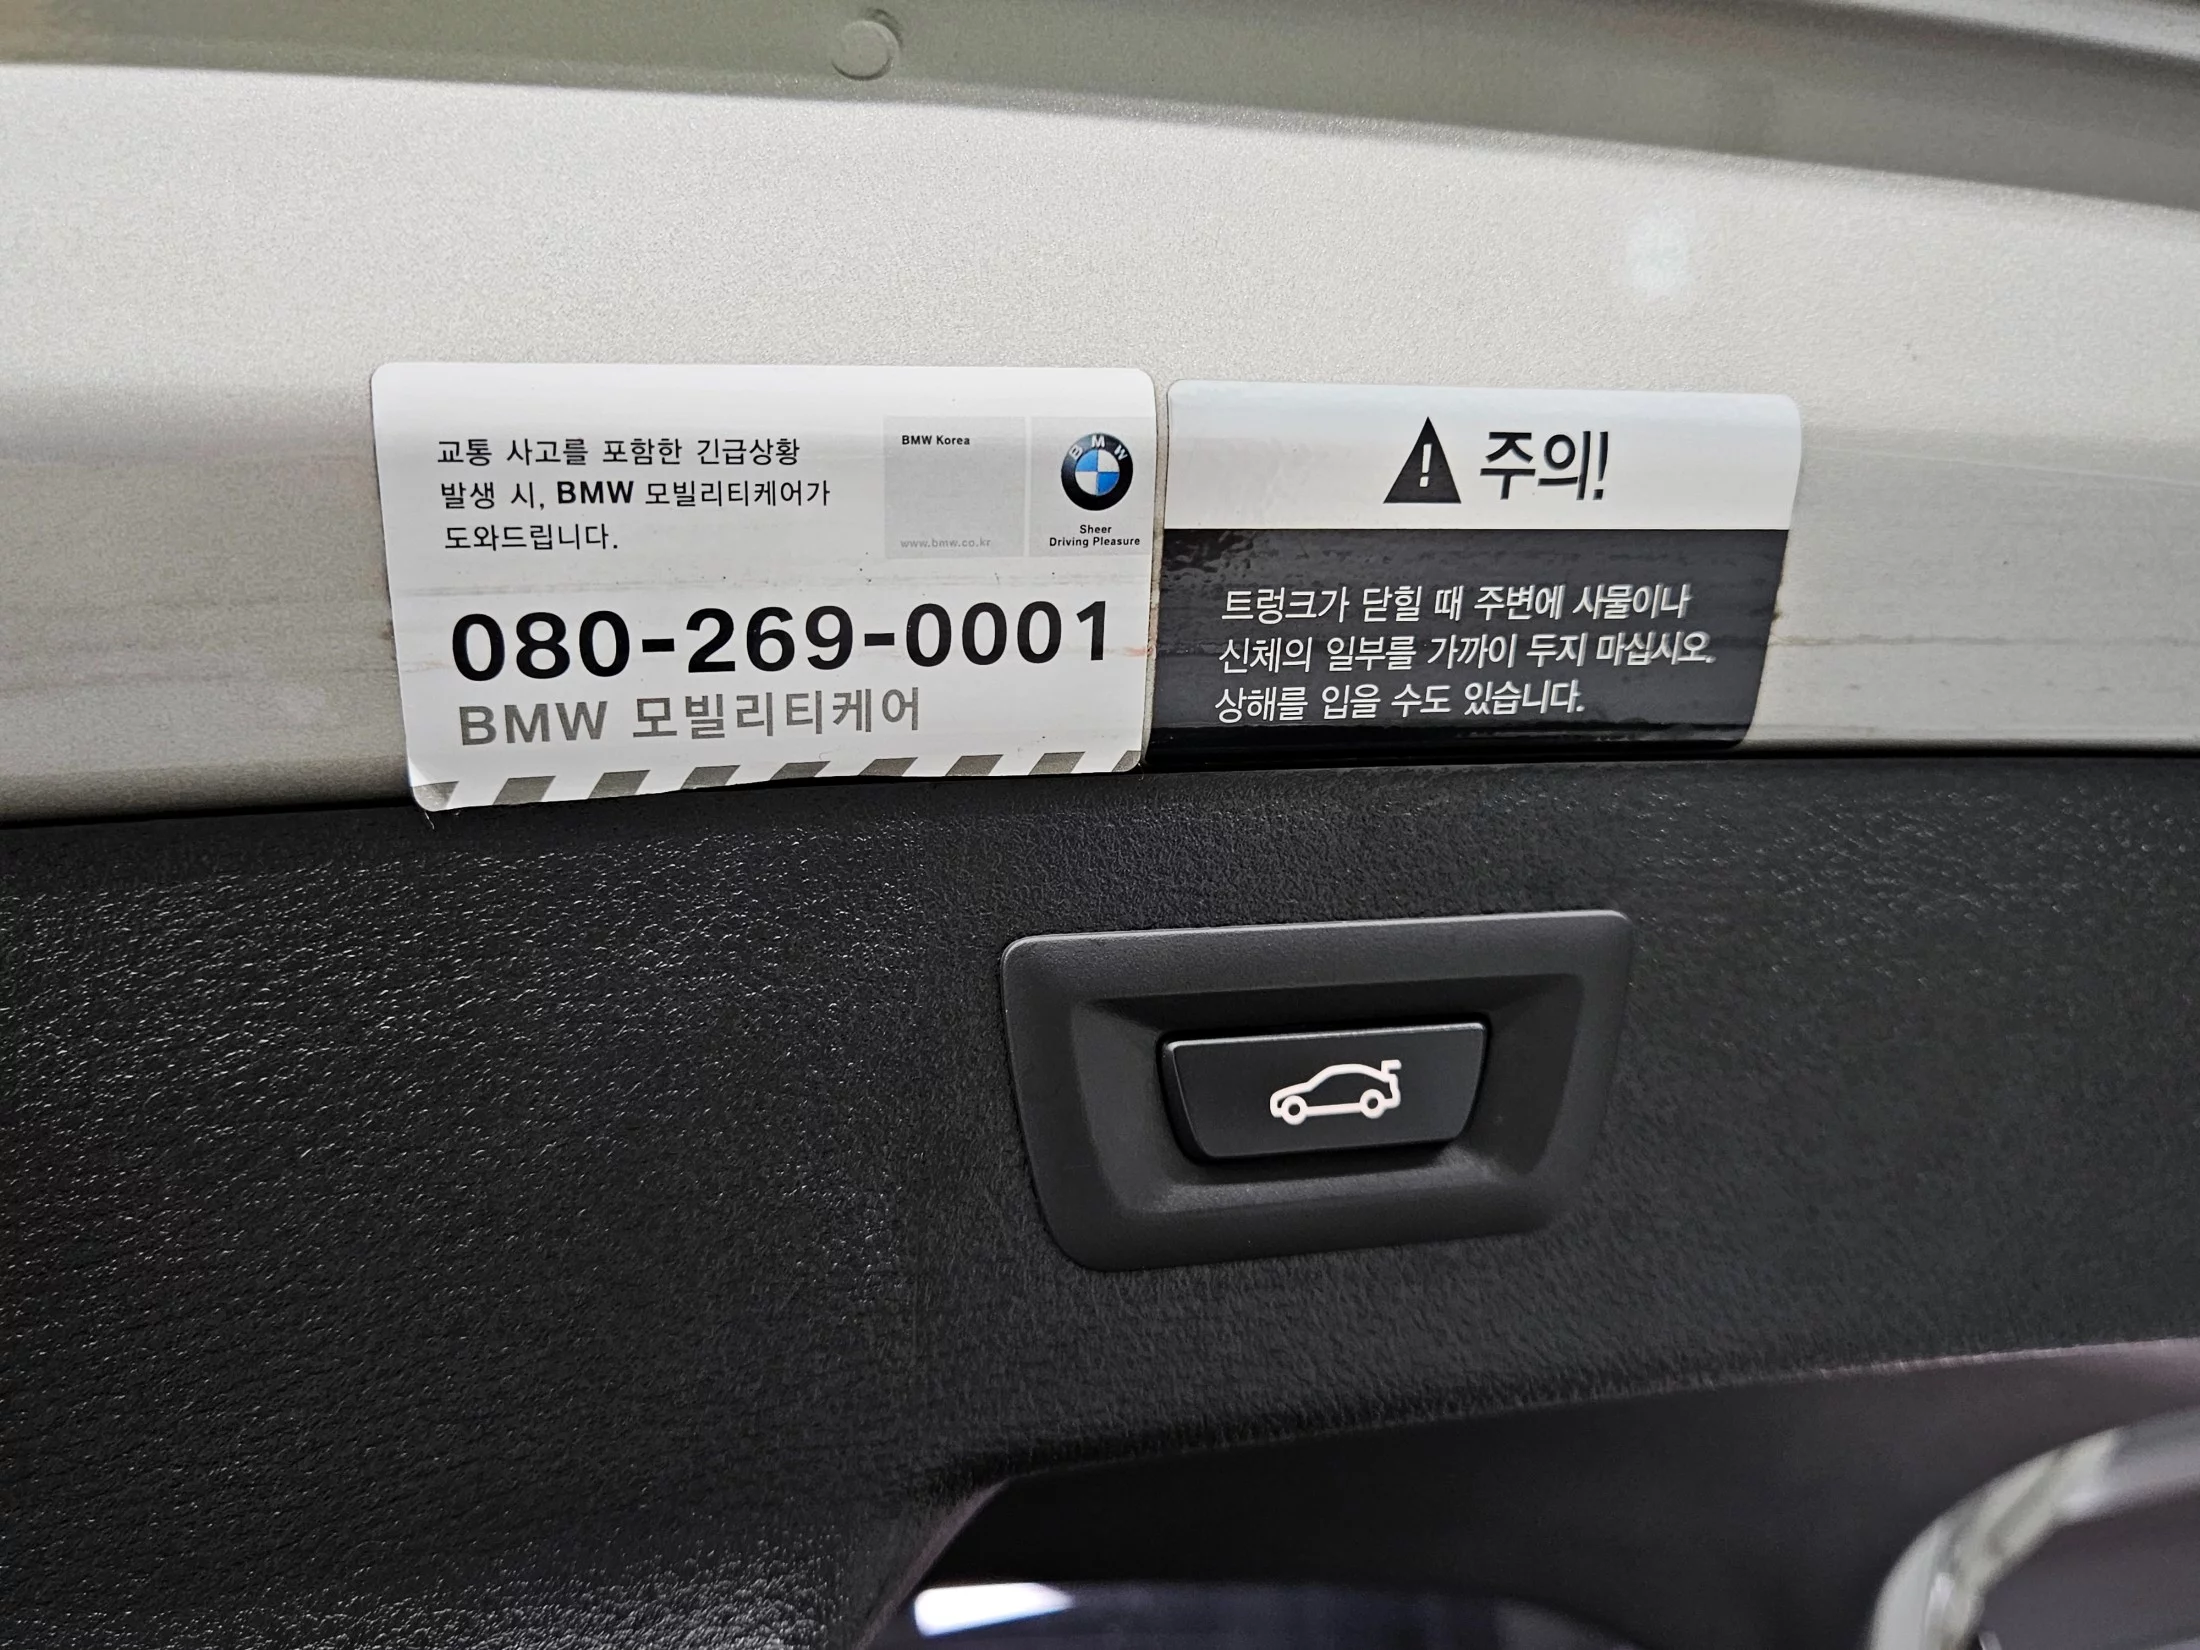 교통 사고를 포함한 긴급상황
발생 시, BMW 모빌리티케어가
도와드립니다.
BMW Korea
www.bmw.co.kr
BMW
Sheer
Driving Pleasure
080-269-0001
BMW 모빌리티케어
주의!
트렁크가 닫힐 때 주변에 사물이나
신체의 일부를 가까이 두지 마십시오.
상해를 입을 수도 있습니다.